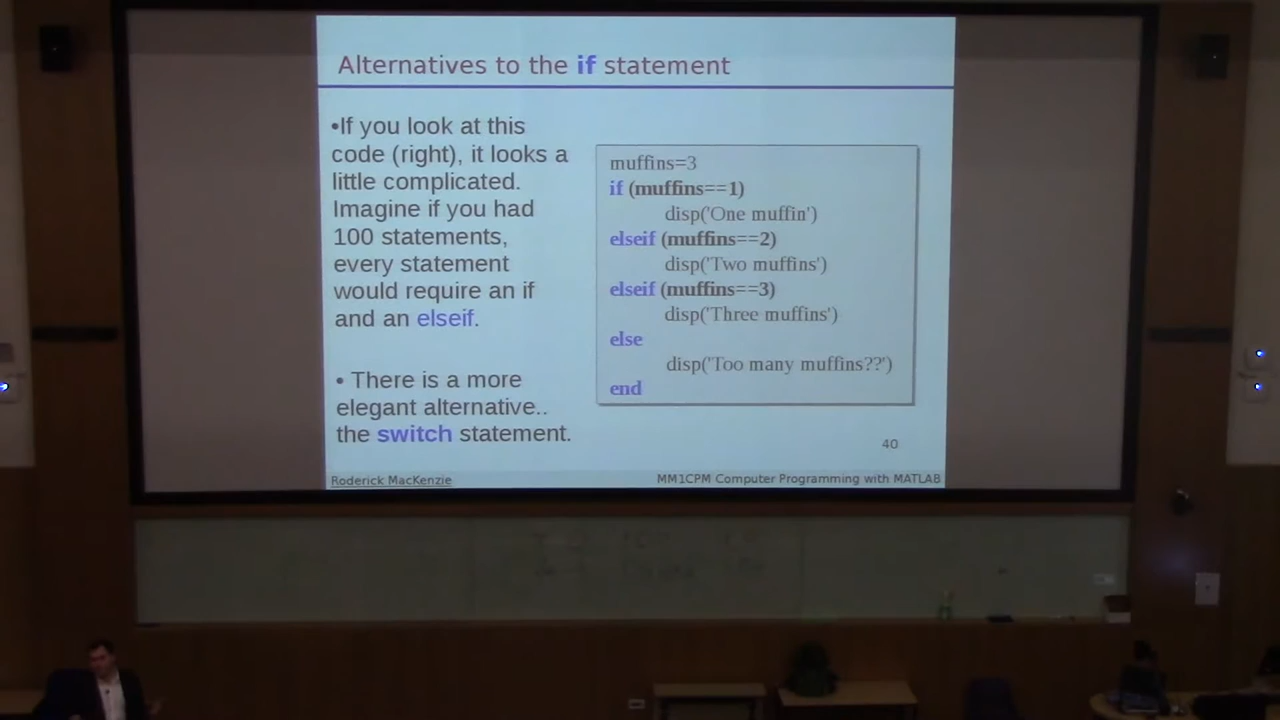 Alternatives to the if statement
•If you look at this
code (right), it looks a
little complicated.
Imagine if you had
100 statements,
every statement
would require an if
and an elseif.
• There is a more
elegant alternative..
the switch statement.
muffins=3
if (muffins==1)
disp('One muffin')
elseif (muffins==2)
disp('Two muffins')
elseif (muffins==3)
disp('Three muffins')
else
disp('Too many muffins??')
end
40
Roderick MacKenzie
MM1CPM Computer Programming with MATLAB